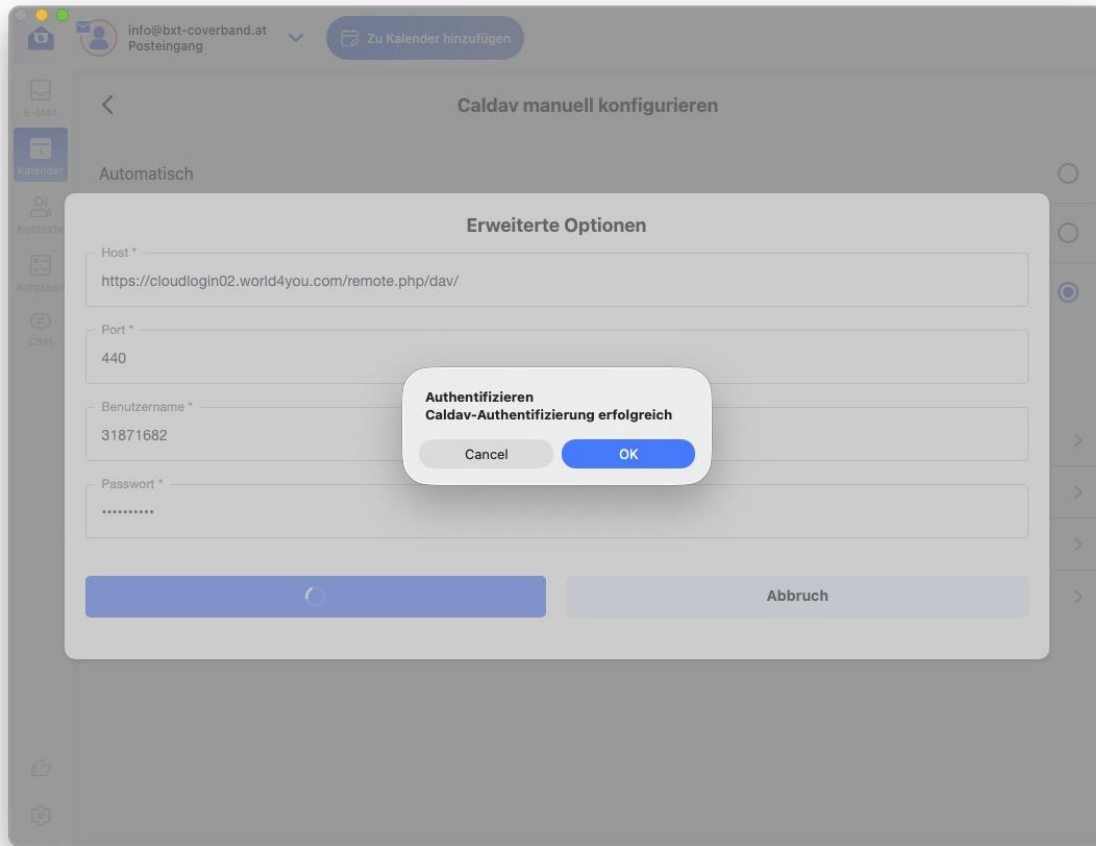 info@bxt-coverband.at
Posteingang
Zu Kalender hinzufügen
E-Mail
Kalender
Kontakte
Aufgaben
Chat
Caldav manuell konfigurieren
Automatisch
Erweiterte Optionen
Host *
https://cloudlogin02.world4you.com/remote.php/dav/
Port *
440
Benutzername *
31871682
Passwort *
••••••••••
Authentifizieren
Caldav-Authentifizierung erfolgreich
Cancel
OK
Abbruch